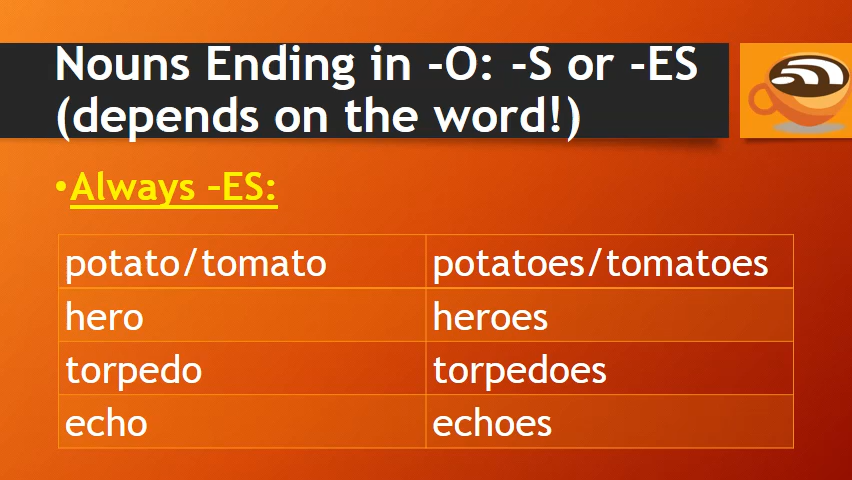 Nouns Ending in –O: –S or –ES
(depends on the word!)
•Always –ES:
potato/tomato potatoes/tomatoes
hero heroes
torpedo torpedoes
echo echoes